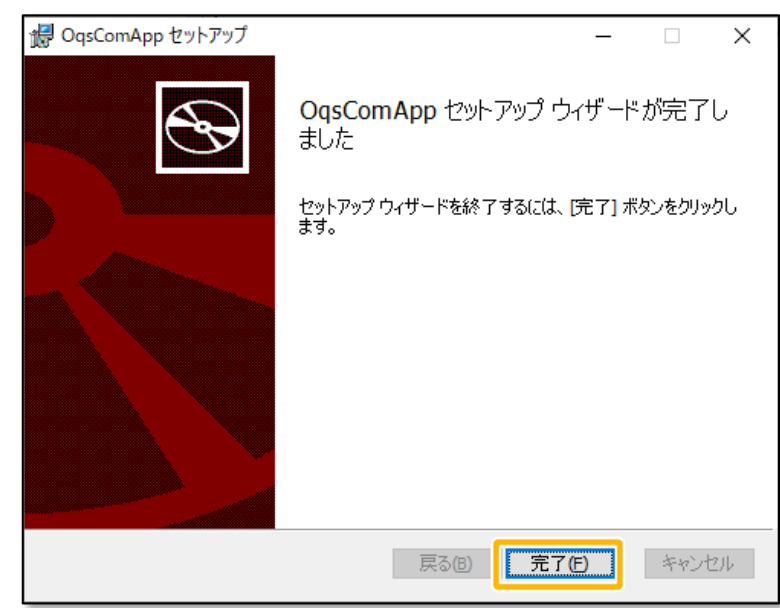 OqsComApp セットアップ
OqsComApp セットアップ ウィザードが完了し
ました
セットアップ ウィザードを終了するには、[完了] ボタンをクリックし
ます。
戻る(B) 完了(F) キャンセル